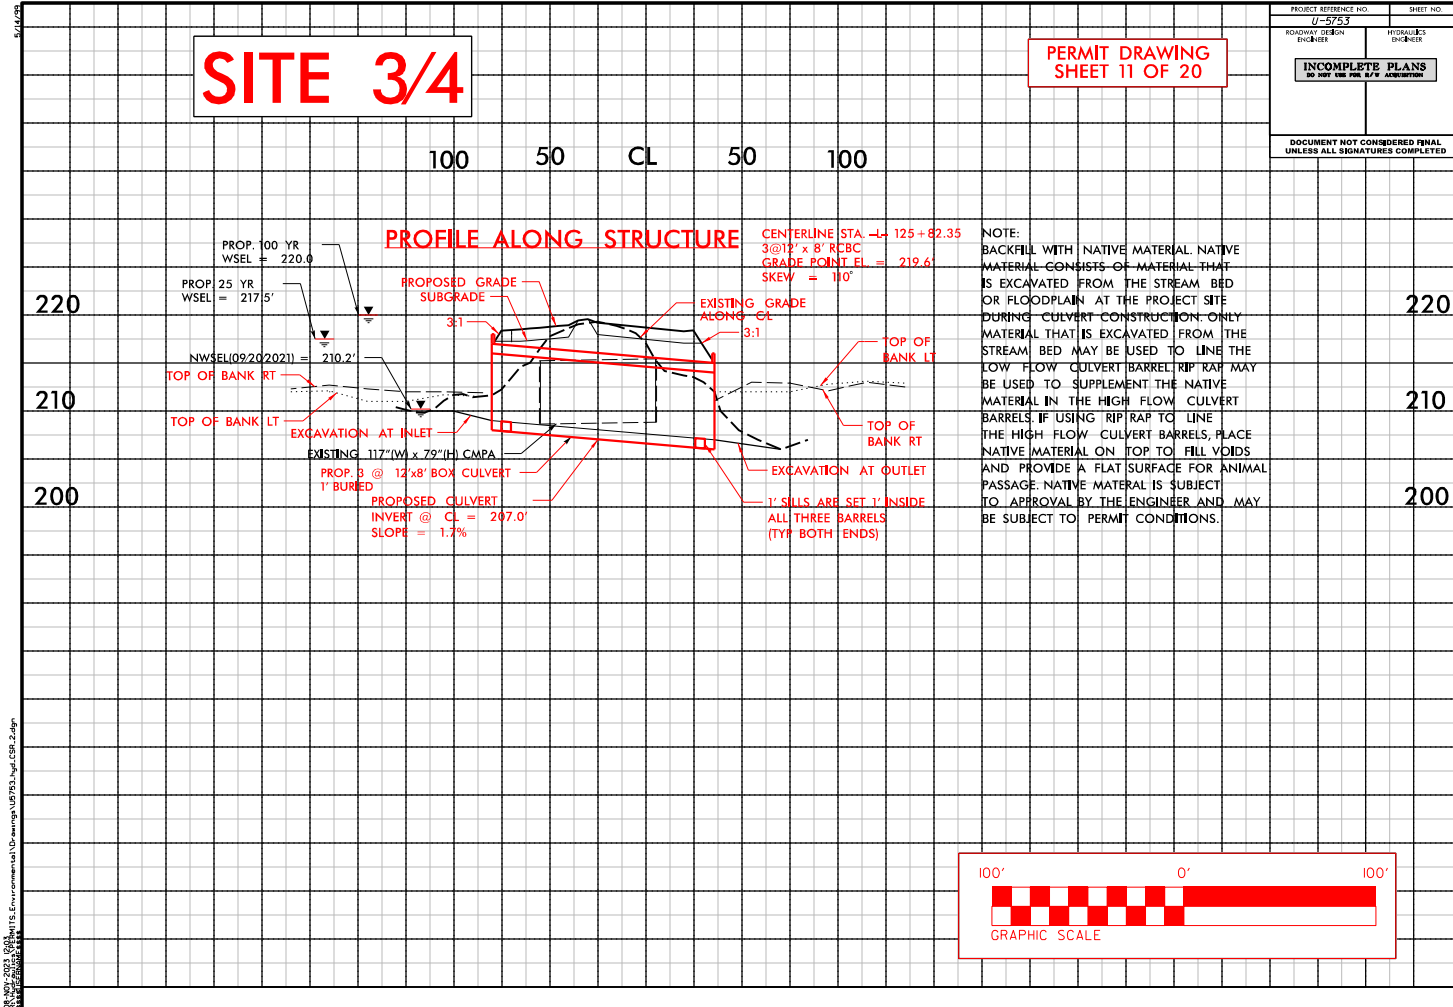 5/14/99
SITE 3/4
PERMIT DRAWING
SHEET 11 OF 20
PROJECT REFERENCE NO.
SHEET NO.
U-5753
ROADWAY DESIGN
ENGINEER
HYDRAULICS
ENGINEER
INCOMPLETE PLANS
DO NOT USE FOR R/W ACQUISITION
DOCUMENT NOT CONSIDERED FINAL
UNLESS ALL SIGNATURES COMPLETED
100 50 CL 50 100
PROFILE ALONG STRUCTURE
CENTERLINE STA. -L- 125+82.35
3@12' x 8' RCBC
GRADE POINT EL. = 219.6'
SKEW = 110°
PROP. 100 YR
WSEL = 220.0
PROP. 25 YR
WSEL = 217.5'
PROPOSED GRADE
SUBGRADE
3:1
EXISTING GRADE
ALONG C/L
3:1
220
220
NWSEL(09/20/2021) = 210.2'
TOP OF BANK RT
TOP OF
BANK LT
210
210
TOP OF BANK LT
TOP OF
BANK RT
EXCAVATION AT INLET
EXISTING 117"(W) x 79"(H) CMPA
PROP. 3 @ 12'x8' BOX CULVERT
1' BURIED
EXCAVATION AT OUTLET
200
200
PROPOSED CULVERT
INVERT @ CL = 207.0'
SLOPE = 1.7%
1' SILLS ARE SET 1' INSIDE
ALL THREE BARRELS
(TYP BOTH ENDS)
NOTE:
BACKFILL WITH NATIVE MATERIAL. NATIVE
MATERIAL CONSISTS OF MATERIAL THAT
IS EXCAVATED FROM THE STREAM BED
OR FLOODPLAIN AT THE PROJECT SITE
DURING CULVERT CONSTRUCTION. ONLY
MATERIAL THAT IS EXCAVATED FROM THE
STREAM BED MAY BE USED TO LINE THE
LOW FLOW CULVERT BARREL. RIP RAP MAY
BE USED TO SUPPLEMENT THE NATIVE
MATERIAL IN THE HIGH FLOW CULVERT
BARRELS. IF USING RIP RAP TO LINE
THE HIGH FLOW CULVERT BARRELS, PLACE
NATIVE MATERIAL ON TOP TO FILL VOIDS
AND PROVIDE A FLAT SURFACE FOR ANIMAL
PASSAGE. NATIVE MATERAL IS SUBJECT
TO APPROVAL BY THE ENGINEER AND MAY
BE SUBJECT TO PERMIT CONDITIONS.
100' 0' 100'
GRAPHIC SCALE